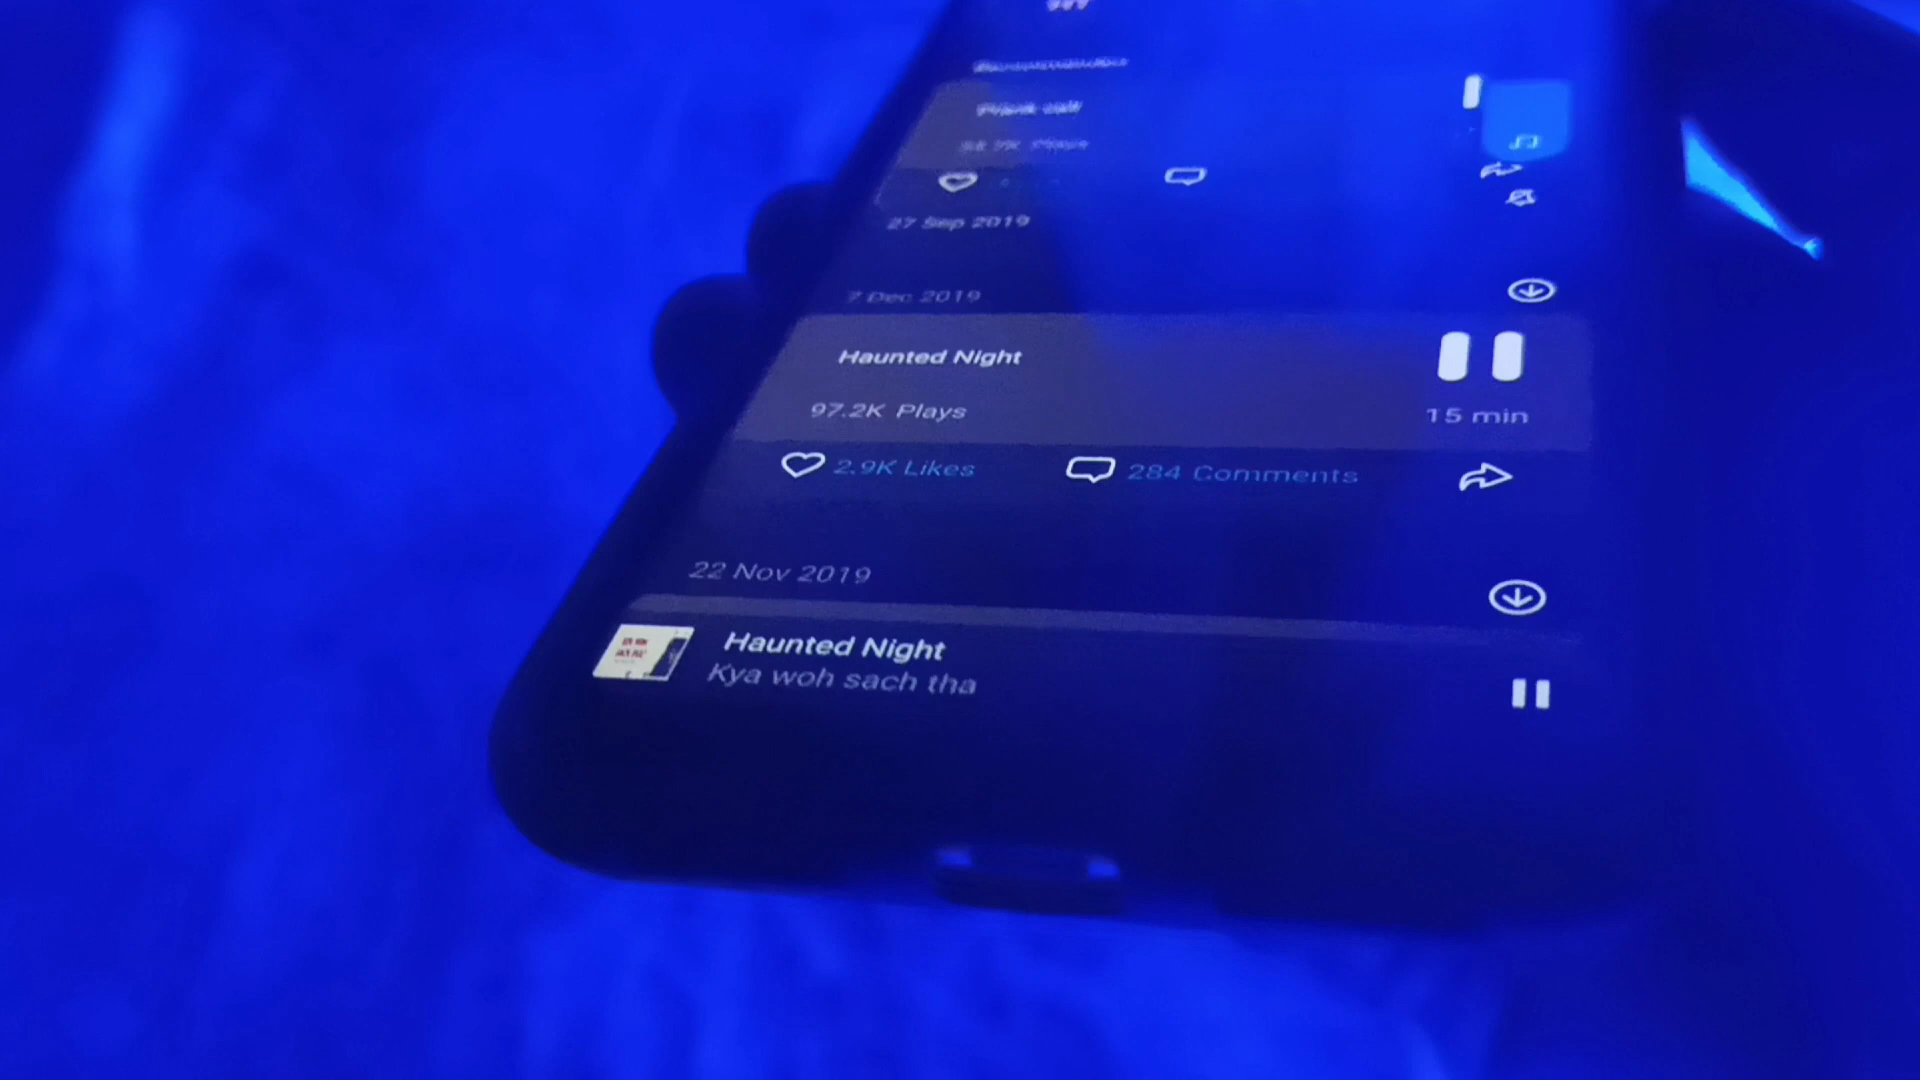 27 Sep 2019
7 Dec 2019
Haunted Night
97.2K Plays
15 min
2.9K Likes
284 Comments
22 Nov 2019
Haunted Night
Kya woh sach tha